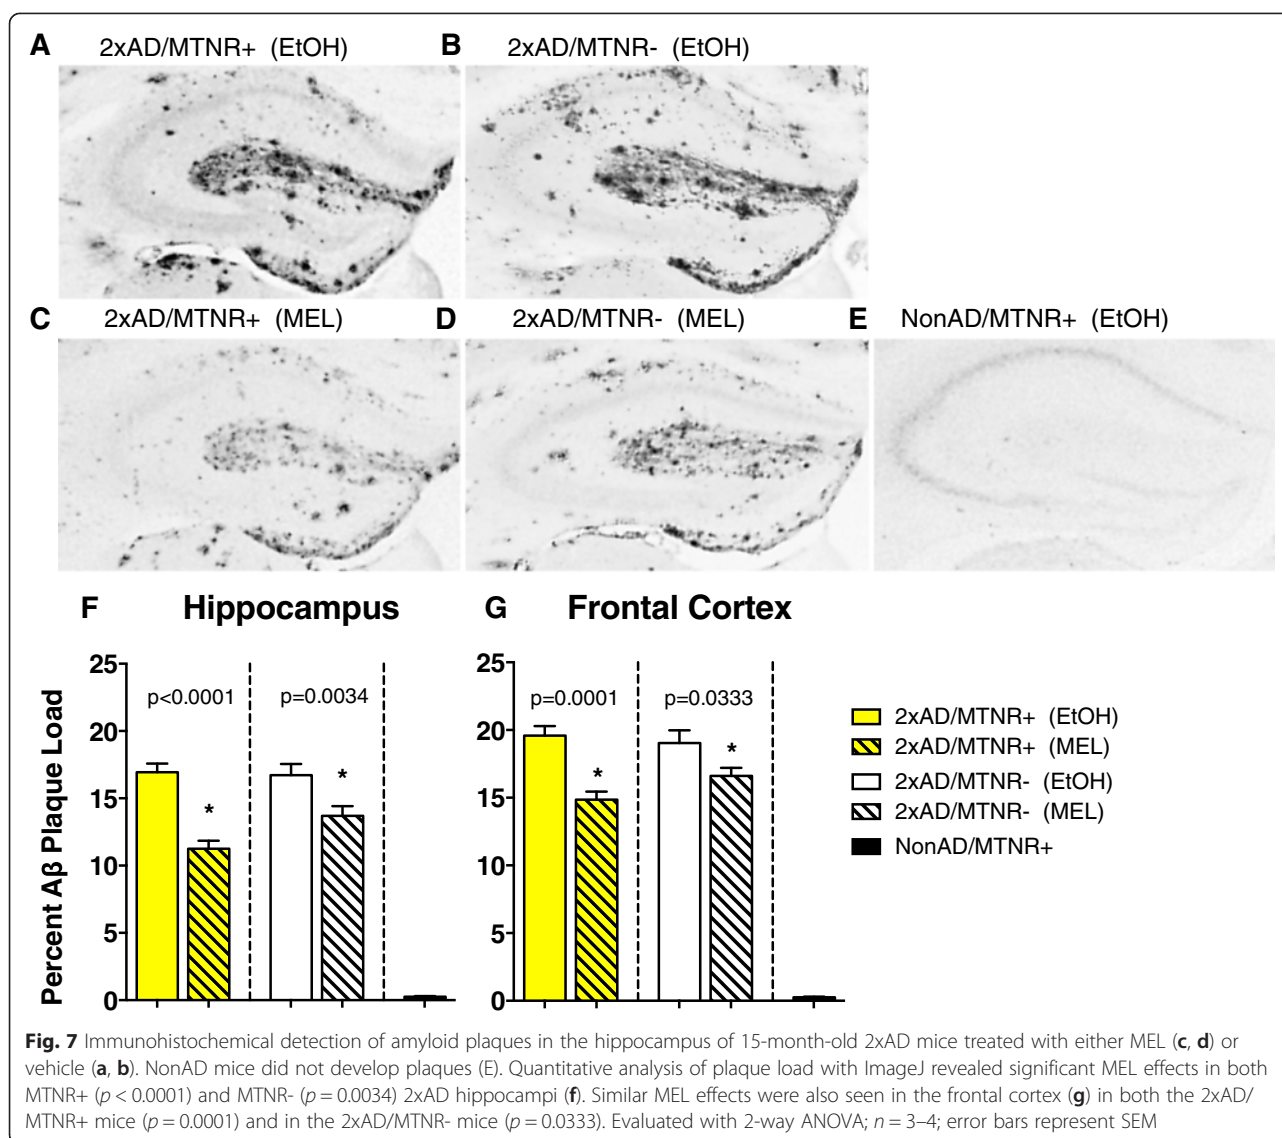 A 2xAD/MTNR+ (EtOH)
B 2xAD/MTNR- (EtOH)
C 2xAD/MTNR+ (MEL)
D 2xAD/MTNR- (MEL)
E NonAD/MTNR+ (EtOH)
F Hippocampus
25
20
15
10
5
0
Percent Aβ Plaque Load
p<0.0001
p=0.0034
*
*
G Frontal Cortex
25
20
15
10
5
0
p=0.0001
p=0.0333
*
*
2xAD/MTNR+ (EtOH)
2xAD/MTNR+ (MEL)
2xAD/MTNR- (EtOH)
2xAD/MTNR- (MEL)
NonAD/MTNR+
Fig. 7 Immunohistochemical detection of amyloid plaques in the hippocampus of 15-month-old 2xAD mice treated with either MEL (c, d) or
vehicle (a, b). NonAD mice did not develop plaques (E). Quantitative analysis of plaque load with ImageJ revealed significant MEL effects in both
MTNR+ (p < 0.0001) and MTNR- (p = 0.0034) 2xAD hippocampi (f). Similar MEL effects were also seen in the frontal cortex (g) in both the 2xAD/
MTNR+ mice (p = 0.0001) and in the 2xAD/MTNR- mice (p = 0.0333). Evaluated with 2-way ANOVA; n = 3–4; error bars represent SEM